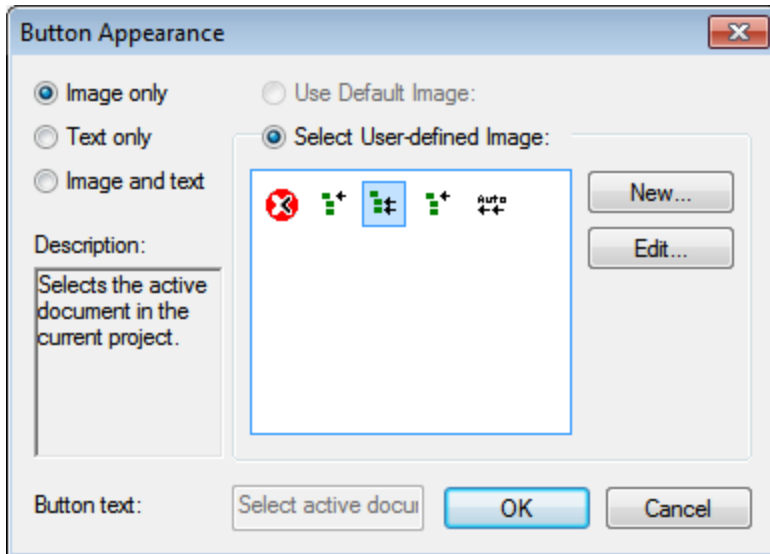 Button Appearance
Image only
Use Default Image:
Text only
Select User-defined Image:
Image and text
New...
Auto
Edit...
Description:
Selects the active
document in the
current project.
Button text:
Select active
OK
Cancel